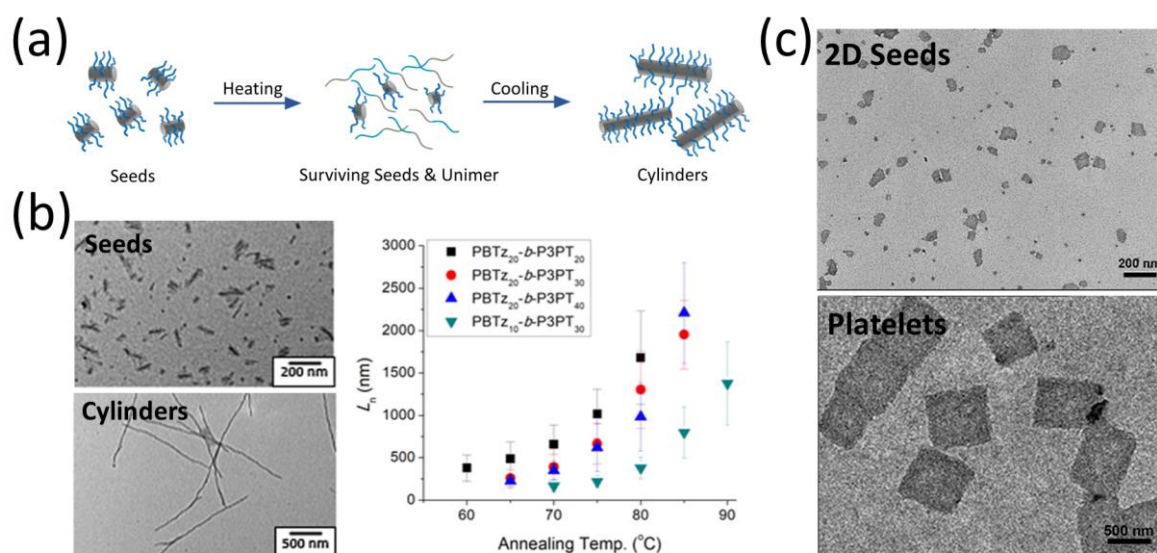 (a)
Heating
Cooling
Seeds
Surviving Seeds & Unimer
Cylinders
(b)
Seeds
200 nm
Cylinders
500 nm
3000
2500
2000
1500
1000
500
0
Lₙ (nm)
PBTz₂₀-b-P3PT₂₀
PBTz₂₀-b-P3PT₃₀
PBTz₂₀-b-P3PT₄₀
PBTz₁₀-b-P3PT₃₀
60 70 80 90
Annealing Temp. (°C)
(c)
2D Seeds
200 nm
Platelets
500 nm